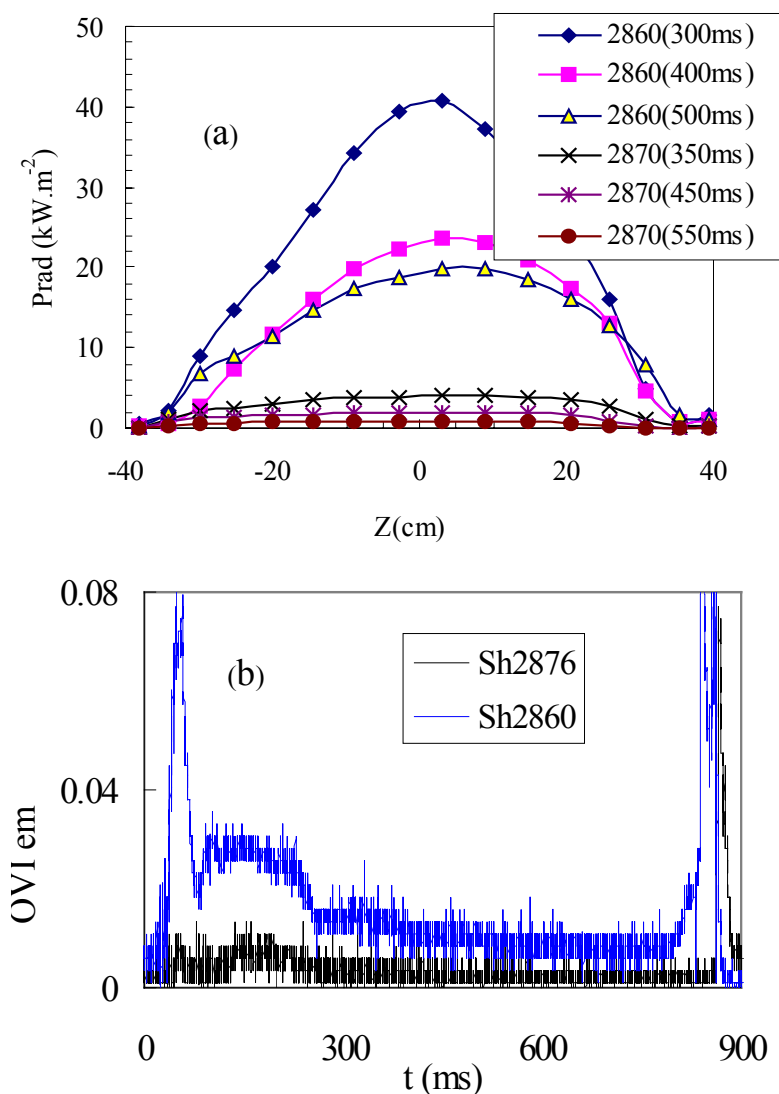 50
40
30
20
10
0
Prad (kW.m-2)
(a)
2860(300ms)
2860(400ms)
2860(500ms)
2870(350ms)
2870(450ms)
2870(550ms)
-40
-20
0
20
40
Z(cm)
0.08
0.04
0
OVI em
(b)
Sh2876
Sh2860
0
300
600
900
t (ms)